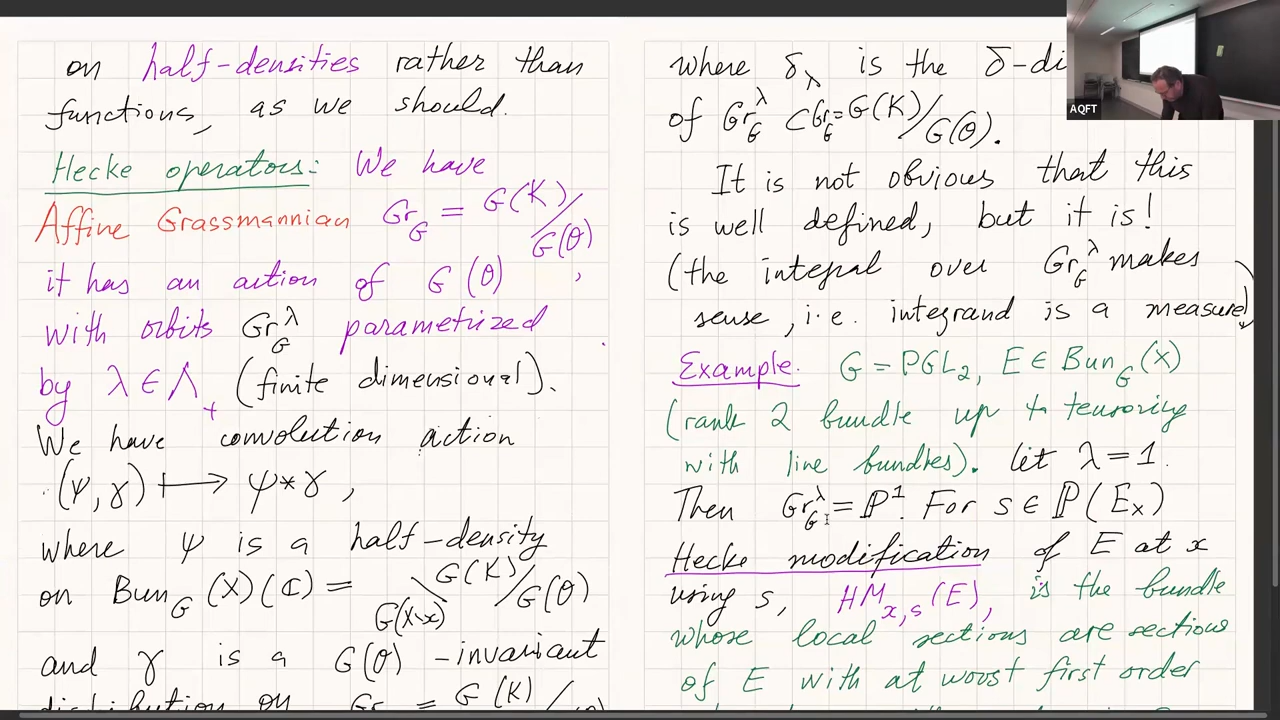 on half-densities rather than
functions, as we should.
Hecke operators: We have
Affine Grassmannian Gr_G = G(K)/G(O),
it has an action of G(O)
with orbits Gr_G^λ parametrized
by λ ∈ Λ_+ (finite dimensional).
We have convolution action
(ψ, γ) ↦ ψ*γ,
where ψ is a half-density
on Bun_G(X)(ℂ) = G(X\x)\G(K)/G(O)
and γ is a G(O)-invariant
distribution on Gr_G = G(K)/
where δ_λ is the δ-di
of Gr_G^λ ⊂ Gr_G = G(K)/G(O).
It is not obvious that this
is well defined, but it is!
(the integral over Gr_G^λ makes
sense, i.e. integrand is a measure)
Example. G = PGL_2, E ∈ Bun_G(X)
(rank 2 bundle up to tensoring
with line bundles). Let λ = 1.
Then Gr_G^λ = ℙ^1. For s ∈ ℙ(E_x)
Hecke modification of E at x
using s, HM_{x,s}(E), is the bundle
whose local sections are sections
of E with at worst first order
AQFT